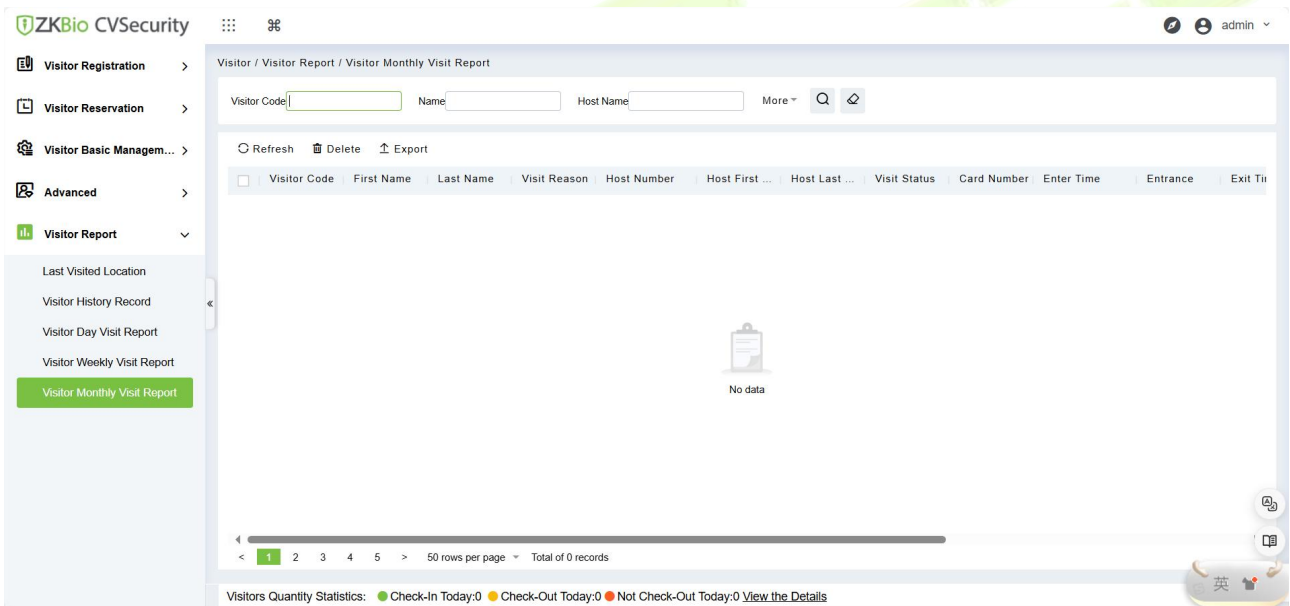 ZKBio CVSecurity
admin
Visitor Registration
Visitor Reservation
Visitor Basic Managem...
Advanced
Visitor Report
Last Visited Location
Visitor History Record
Visitor Day Visit Report
Visitor Weekly Visit Report
Visitor Monthly Visit Report
Visitor / Visitor Report / Visitor Monthly Visit Report
Visitor Code Name Host Name More
Refresh Delete Export
Visitor Code First Name Last Name Visit Reason Host Number Host First ... Host Last ... Visit Status Card Number Enter Time Entrance Exit Ti
No data
< 1 2 3 4 5 > 50 rows per page Total of 0 records
Visitors Quantity Statistics: Check-In Today:0 Check-Out Today:0 Not Check-Out Today:0 View the Details
英